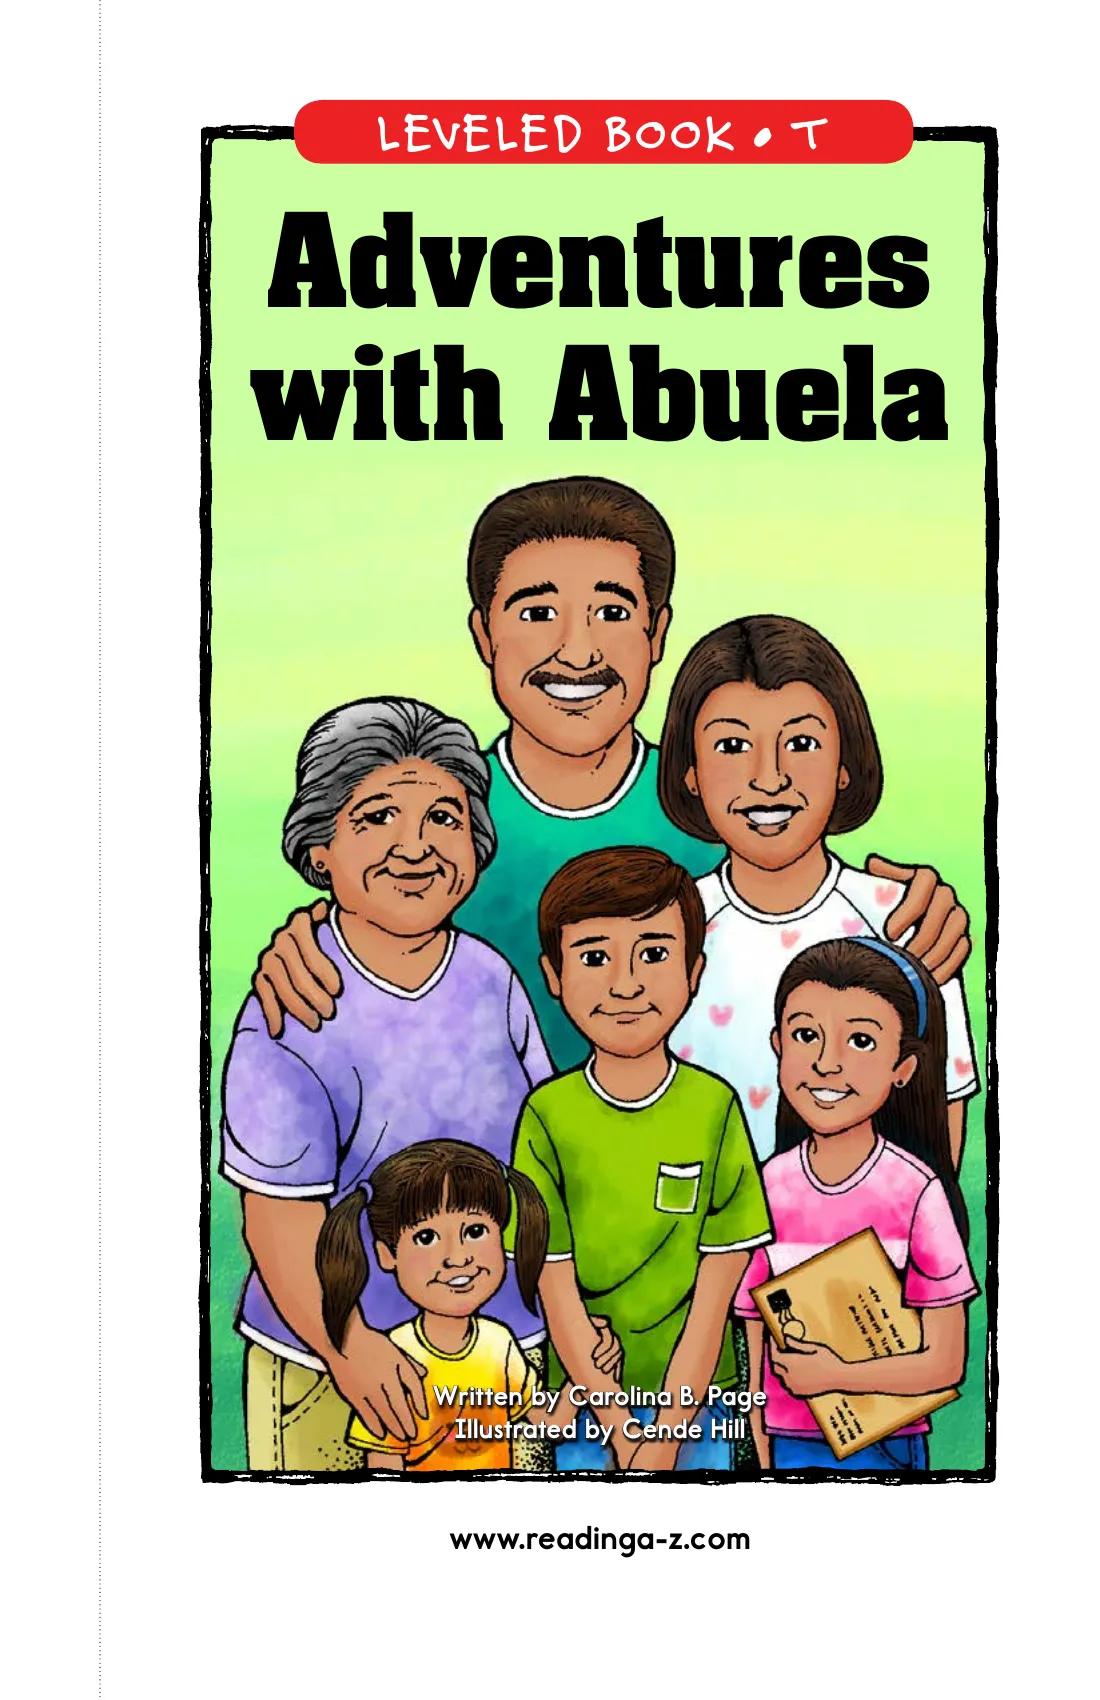 LEVELED BOOK • T
Adventures
with Abuela
Written by Carolina B. Page
Illustrated by Cende Hill
www.readinga-z.com